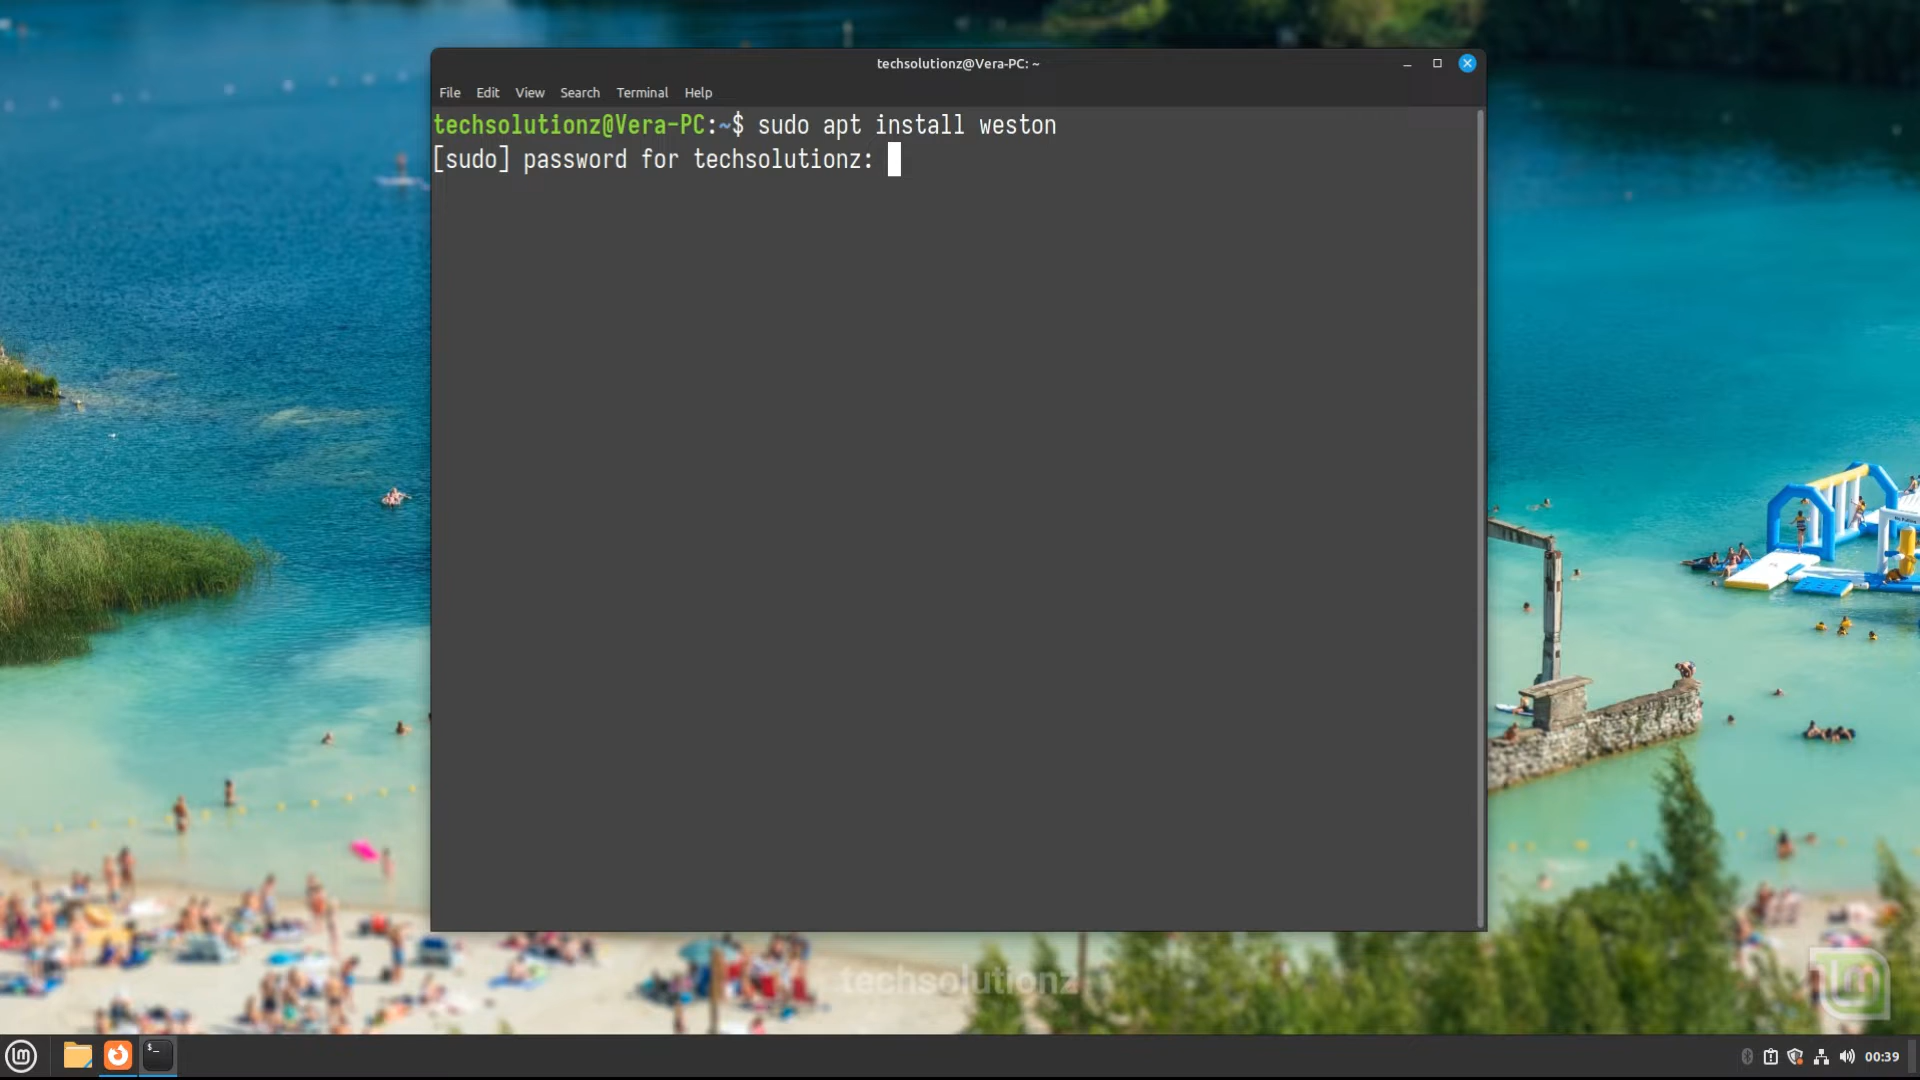 techsolutionz@Vera-PC: ~
File Edit View Search Terminal Help
techsolutionz@Vera-PC:~$ sudo apt install weston
[sudo] password for techsolutionz:
techsolutionz
00:39